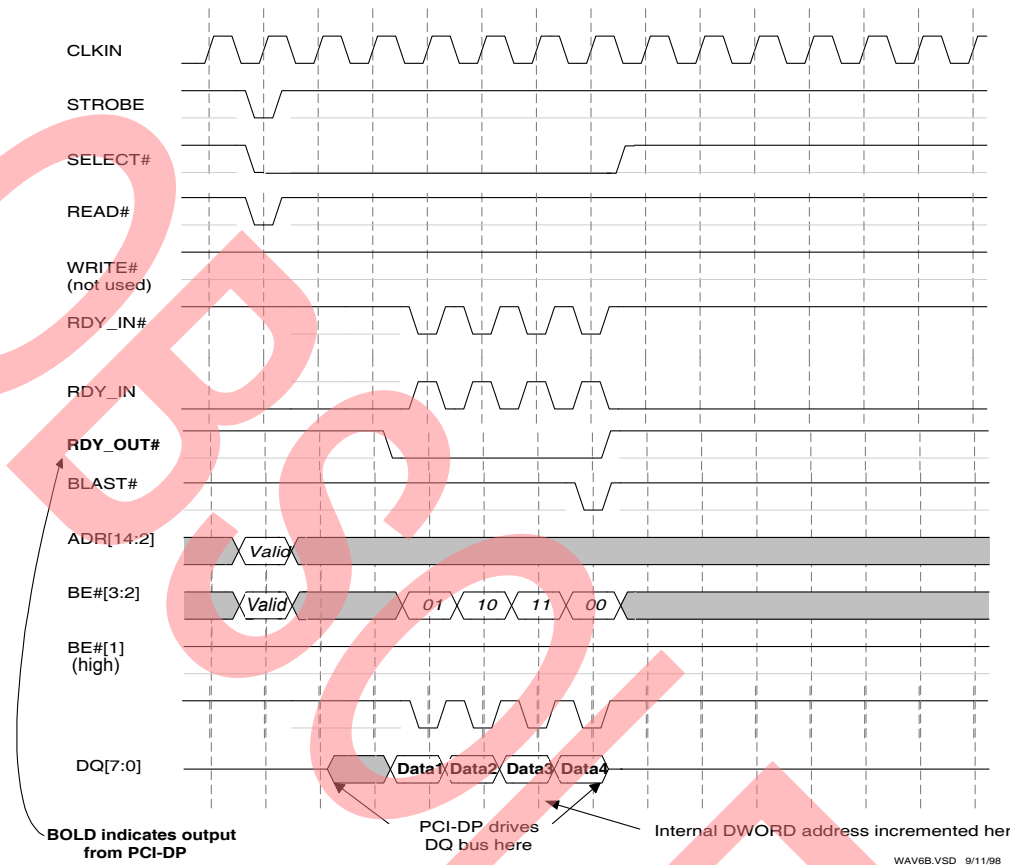 CLKIN
STROBE
SELECT#
READ#
WRITE#
(not used)
RDY_IN#
RDY_IN
RDY_OUT#
BLAST#
ADR[14:2]
Valid
BE#[3:2]
Valid 01 10 11 00
BE#[1]
(high)
DQ[7:0]
Data1 Data2 Data3 Data4
PCI-DP drives
DQ bus here
Internal DWORD address incremented her
BOLD indicates output
from PCI-DP
WAV6B.VSD 9/11/98
OBSOL